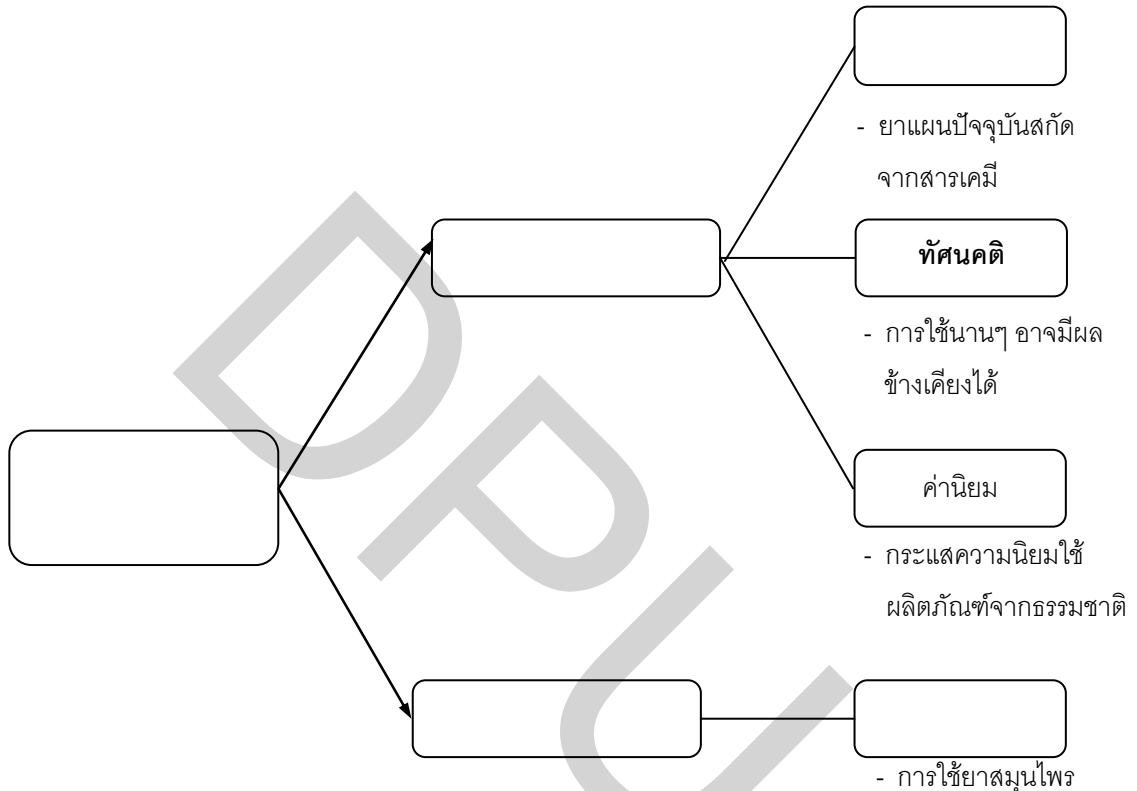 - ยาแผนปัจจุบันสกัด
จากสารเคมี
ทัศนคติ
- การใช้นานๆ อาจมีผล
ข้างเคียงได้
ค่านิยม
- กระแสความนิยมใช้
ผลิตภัณฑ์จากธรรมชาติ
- การใช้ยาสมุนไพร
DPU